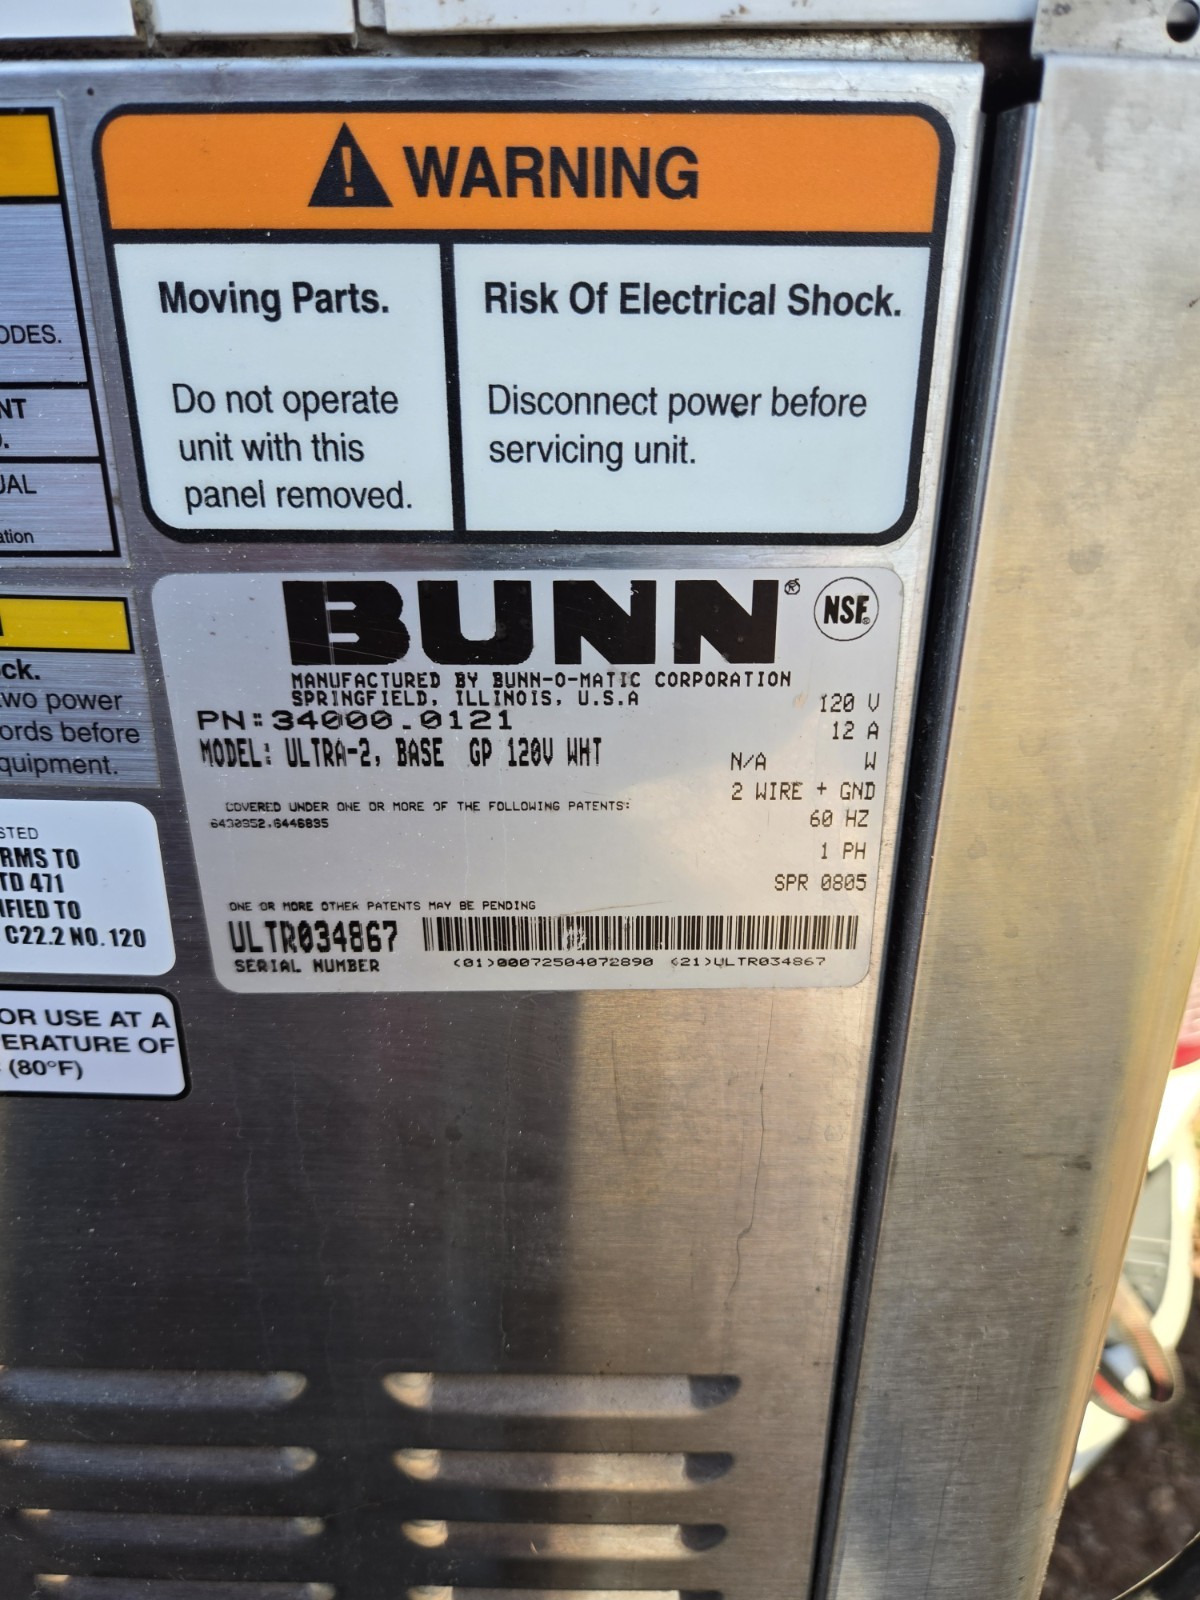 WARNING
Moving Parts.
Do not operate
unit with this
panel removed.
Risk Of Electrical Shock.
Disconnect power before
servicing unit.
ODES.
NT
UAL
ation
ck.
two power
ords before
quipment.
STED
RMS TO
TD 471
IFIED TO
C22.2 NO. 120
OR USE AT A
ERATURE OF
(80°F)
BUNN®
NSF®
MANUFACTURED BY BUNN-O-MATIC CORPORATION
SPRINGFIELD, ILLINOIS, U.S.A
PN:34000.0121
MODEL: ULTRA-2, BASE GP 120V WHT
120 V
12 A
N/A W
2 WIRE + GND
60 HZ
1 PH
SPR 0805
COVERED UNDER ONE OR MORE OF THE FOLLOWING PATENTS:
6430952,6446835
ONE OR MORE OTHER PATENTS MAY BE PENDING
ULTR034867
SERIAL NUMBER
(01)00072504072890 (21)ULTR034867